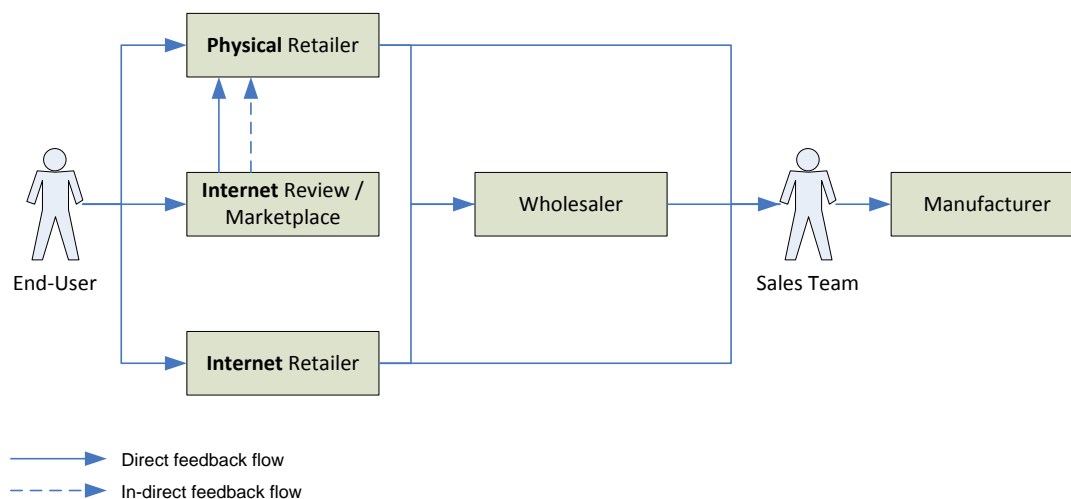 Physical Retailer
Internet Review /
Marketplace
Wholesaler
Manufacturer
End-User
Sales Team
Internet Retailer
Direct feedback flow
In-direct feedback flow